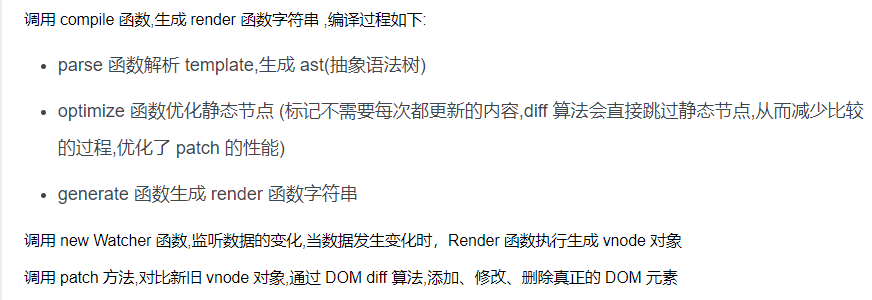 调用 compile 函数,生成 render 函数字符串 ,编译过程如下:
• parse 函数解析 template,生成 ast(抽象语法树)
• optimize 函数优化静态节点 (标记不需要每次都更新的内容,diff 算法会直接跳过静态节点,从而减少比较
的过程,优化了 patch 的性能)
• generate 函数生成 render 函数字符串
调用 new Watcher 函数,监听数据的变化,当数据发生变化时，Render 函数执行生成 vnode 对象
调用 patch 方法,对比新旧 vnode 对象,通过 DOM diff 算法,添加、修改、删除真正的 DOM 元素